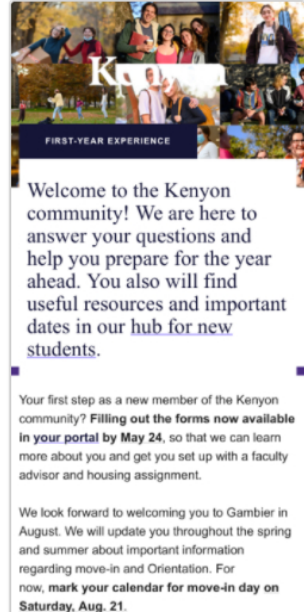 Kenyon
FIRST-YEAR EXPERIENCE
Welcome to the Kenyon
community! We are here to
answer your questions and
help you prepare for the year
ahead. You also will find
useful resources and important
dates in our hub for new
students.
Your first step as a new member of the Kenyon
community? Filling out the forms now available
in your portal by May 24, so that we can learn
more about you and get you set up with a faculty
advisor and housing assignment.
We look forward to welcoming you to Gambier in
August. We will update you throughout the spring
and summer about important information
regarding move-in and Orientation. For
now, mark your calendar for move-in day on
Saturday, Aug. 21.